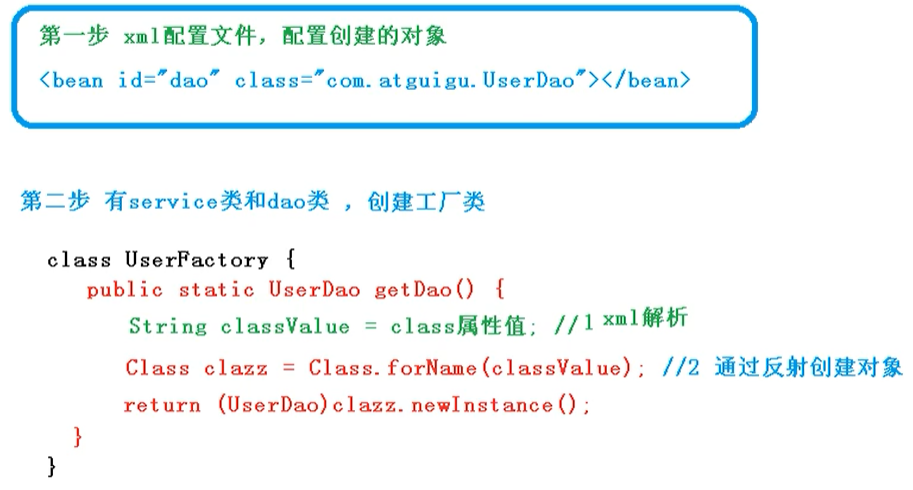 第一步 xml配置文件，配置创建的对象
<bean id="dao" class="com.atguigu.UserDao"></bean>
第二步 有service类和dao类 ，创建工厂类
class UserFactory {
public static UserDao getDao() {
String classValue = class属性值; //1 xml解析
Class clazz = Class.forName(classValue); //2 通过反射创建对象
return (UserDao)clazz.newInstance();
}
}